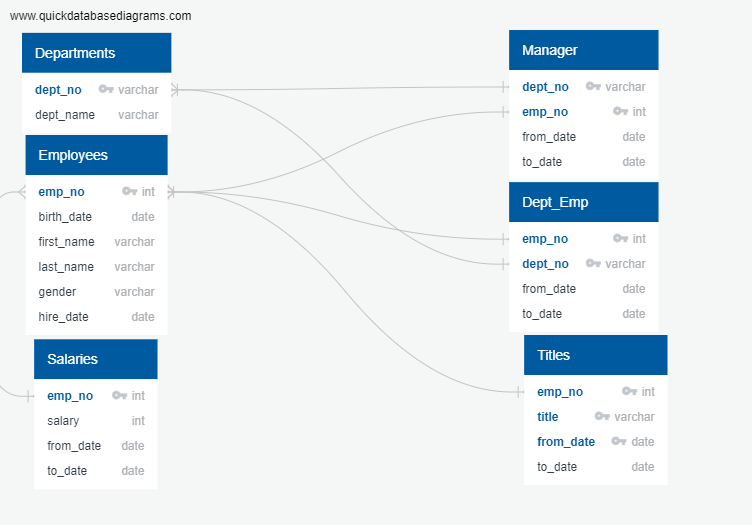 www.quickdatabasediagrams.com
Departments
dept_no varchar
dept_name varchar
Employees
emp_no int
birth_date date
first_name varchar
last_name varchar
gender varchar
hire_date date
Salaries
emp_no int
salary int
from_date date
to_date date
Manager
dept_no varchar
emp_no int
from_date date
to_date date
Dept_Emp
emp_no int
dept_no varchar
from_date date
to_date date
Titles
emp_no int
title varchar
from_date date
to_date date